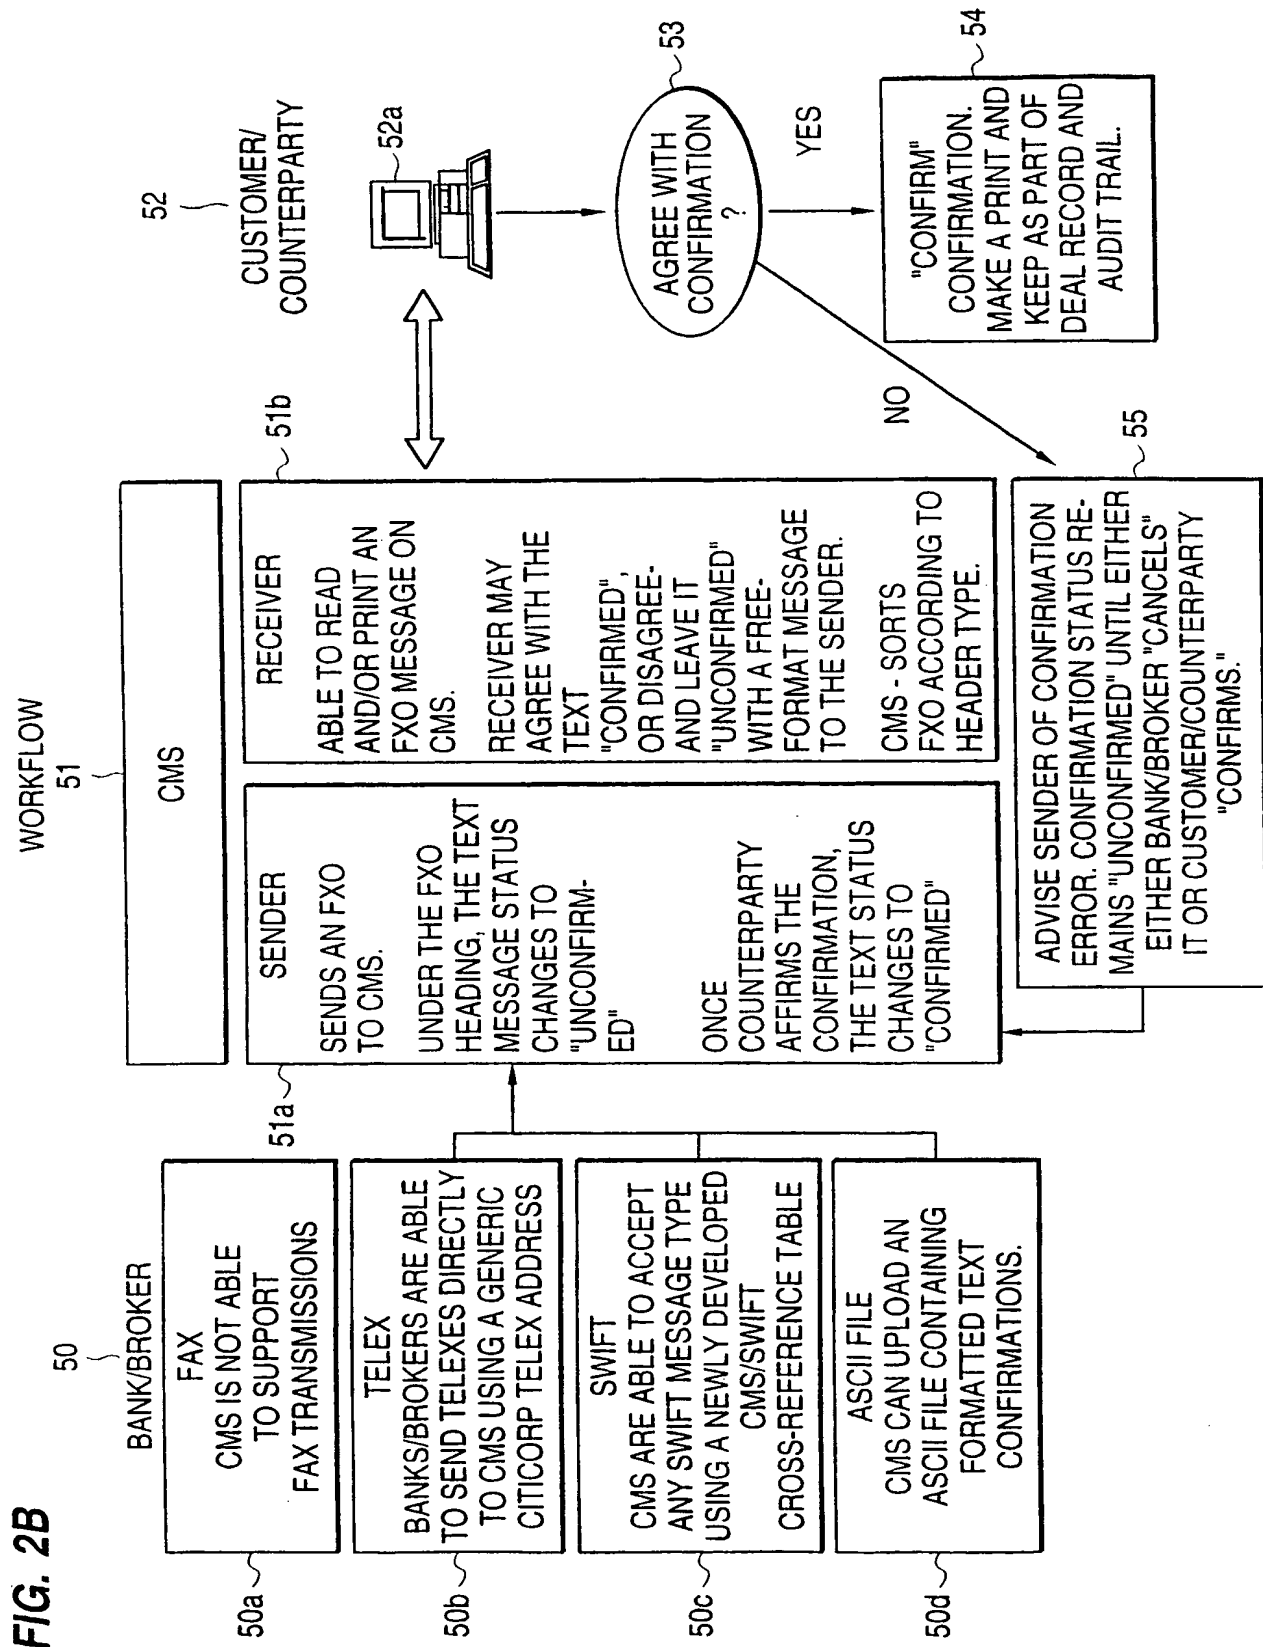 FIG. 2B
WORKFLOW
50
BANK/BROKER
50a
FAX
CMS IS NOT ABLE
TO SUPPORT
FAX TRANSMISSIONS
50b
TELEX
BANKS/BROKERS ARE ABLE
TO SEND TELEXES DIRECTLY
TO CMS USING A GENERIC
CITICORP TELEX ADDRESS
50c
SWIFT
CMS ARE ABLE TO ACCEPT
ANY SWIFT MESSAGE TYPE
USING A NEWLY DEVELOPED
CMS/SWIFT
CROSS-REFERENCE TABLE
50d
ASCII FILE
CMS CAN UPLOAD AN
ASCII FILE CONTAINING
FORMATTED TEXT
CONFIRMATIONS.
51
CMS
51a
SENDER
SENDS AN FXO
TO CMS.
UNDER THE FXO
HEADING, THE TEXT
MESSAGE STATUS
CHANGES TO
"UNCONFIRM-
ED"
ONCE
COUNTERPARTY
AFFIRMS THE
CONFIRMATION,
THE TEXT STATUS
CHANGES TO
"CONFIRMED"
51b
RECEIVER
ABLE TO READ
AND/OR PRINT AN
FXO MESSAGE ON
CMS.
RECEIVER MAY
AGREE WITH THE
TEXT
"CONFIRMED",
OR DISAGREE-
AND LEAVE IT
"UNCONFIRMED"
WITH A FREE-
FORMAT MESSAGE
TO THE SENDER.
CMS - SORTS
FXO ACCORDING TO
HEADER TYPE.
52
CUSTOMER/
COUNTERPARTY
52a
53
AGREE WITH
CONFIRMATION
?
YES
NO
54
"CONFIRM"
CONFIRMATION.
MAKE A PRINT AND
KEEP AS PART OF
DEAL RECORD AND
AUDIT TRAIL.
55
ADVISE SENDER OF CONFIRMATION
ERROR. CONFIRMATION STATUS RE-
MAINS "UNCONFIRMED" UNTIL EITHER
EITHER BANK/BROKER "CANCELS"
IT OR CUSTOMER/COUNTERPARTY
"CONFIRMS."